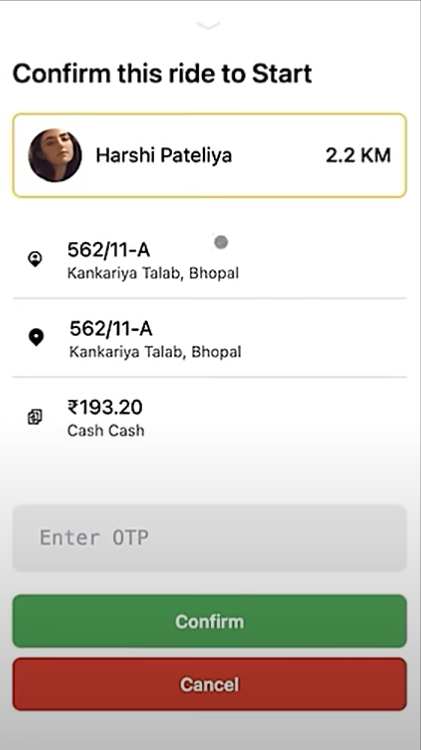 Confirm this ride to Start
Harshi Pateliya 2.2 KM
562/11-A
Kankariya Talab, Bhopal
562/11-A
Kankariya Talab, Bhopal
₹193.20
Cash Cash
Enter OTP
Confirm
Cancel